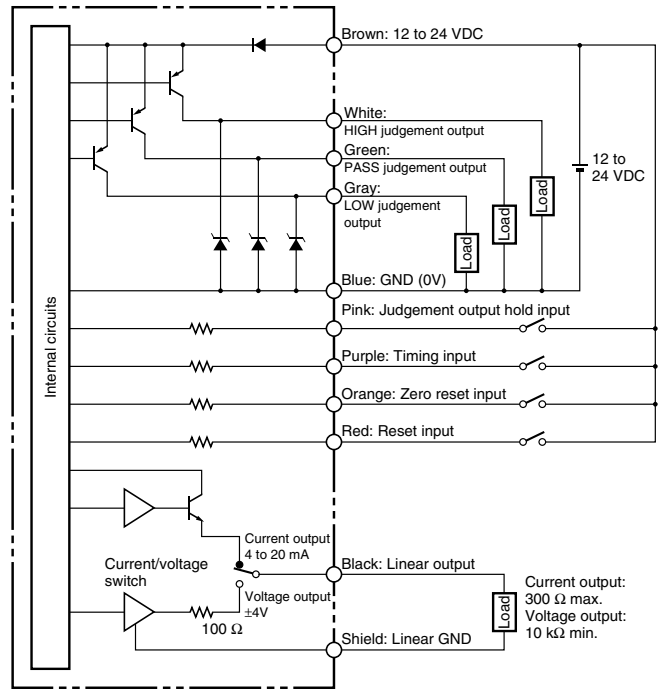 Brown: 12 to 24 VDC
White:
HIGH judgement output
Green:
PASS judgement output
Gray:
LOW judgement
output
Load
Load
Load
12 to
24 VDC
Blue: GND (0V)
Pink: Judgement output hold input
Purple: Timing input
Orange: Zero reset input
Red: Reset input
Internal circuits
Current output
4 to 20 mA
Current/voltage
switch
Black: Linear output
Voltage output
±4V
100 Ω
Shield: Linear GND
Load
Current output:
300 Ω max.
Voltage output:
10 kΩ min.